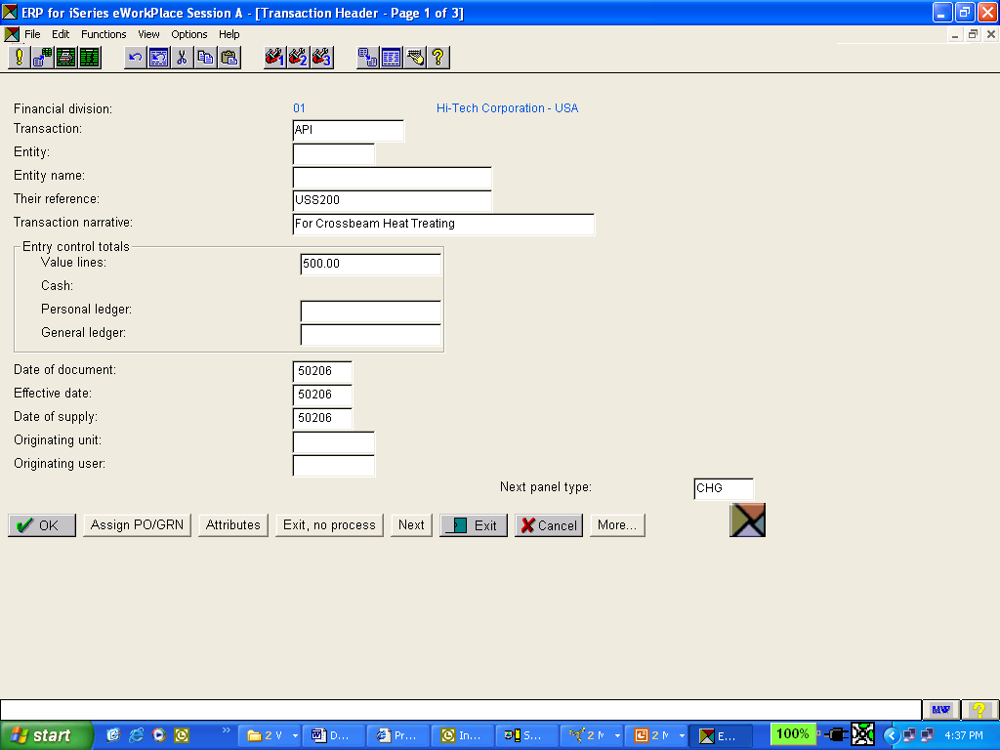 ERP for iSeries eWorkPlace Session A - [Transaction Header - Page 1 of 3]
File Edit Functions View Options Help
1 2 3 ?
Financial division: 01 Hi-Tech Corporation - USA
Transaction: API
Entity:
Entity name:
Their reference: USS200
Transaction narrative: For Crossbeam Heat Treating
Entry control totals
Value lines: 500.00
Cash:
Personal ledger:
General ledger:
Date of document: 50206
Effective date: 50206
Date of supply: 50206
Originating unit:
Originating user:
Next panel type: CHG
OK Assign PO/GRN Attributes Exit, no process Next Exit Cancel More...
MW ?
start » 2 V D... Pr... In... S... 2 N 2 N E... 100% 4:37 PM